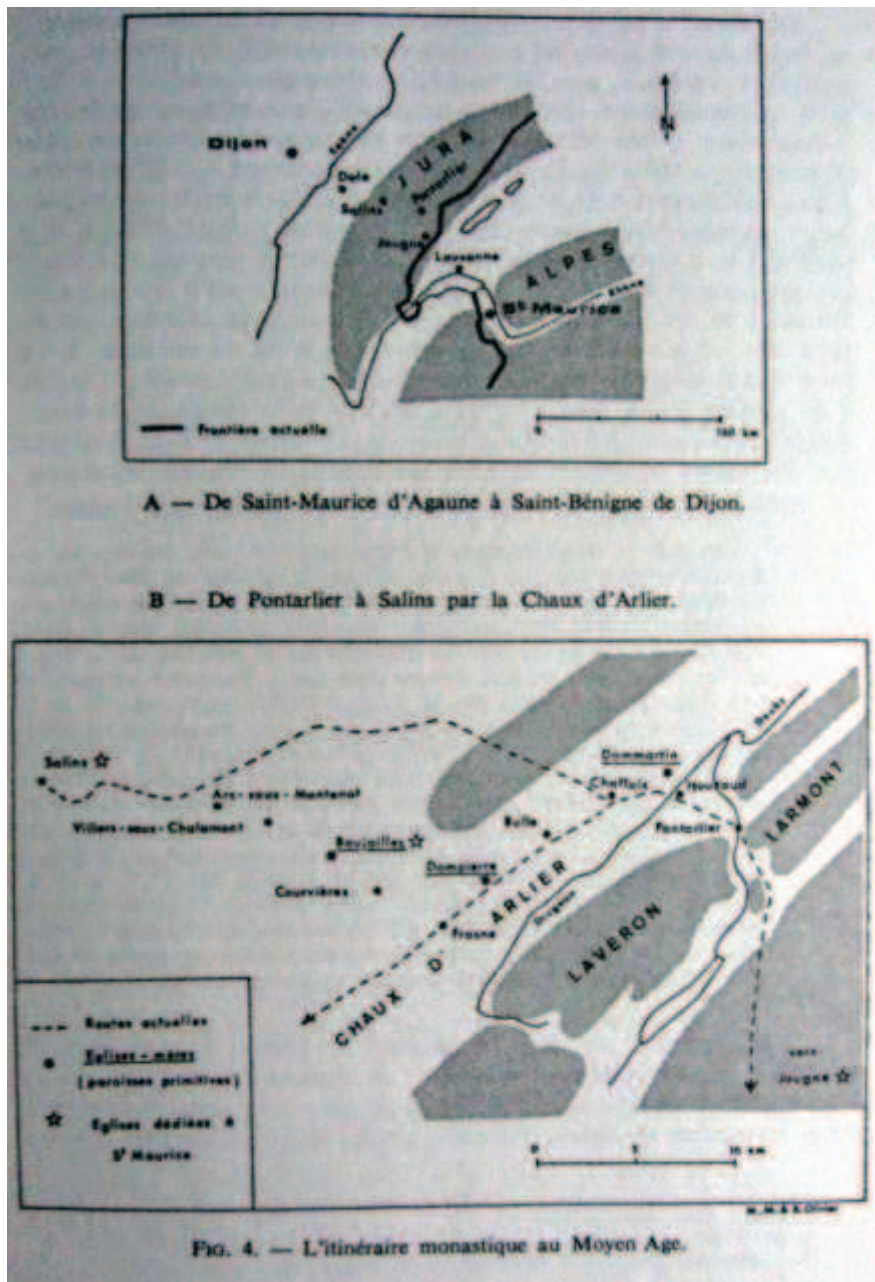 N
Dijon
Saône
Dole
JURA
Salins
Pontarlier
Jougne
Lausanne
ALPES
St Maurice
Rhône
Frontière actuelle
0
100 km
A — De Saint-Maurice d'Agaune à Saint-Bénigne de Dijon.
B — De Pontarlier à Salins par la Chaux d'Arlier.
Doubs
Salins
Dommartin
Chaffois
Houtaud
Arc-sous-Montenot
Villers-sous-Chalamont
Bulle
Pontarlier
LARMONT
Boujailles
Dompierre
Courvières
Frasne
Drugeon
LAVERON
CHAUX D' ARLIER
Routes actuelles
Eglises-mères
(paroisses primitives)
Eglises dédiées à
St Maurice
vers
Jougne
0
5
10 km
FIG. 4. — L'itinéraire monastique au Moyen Age.